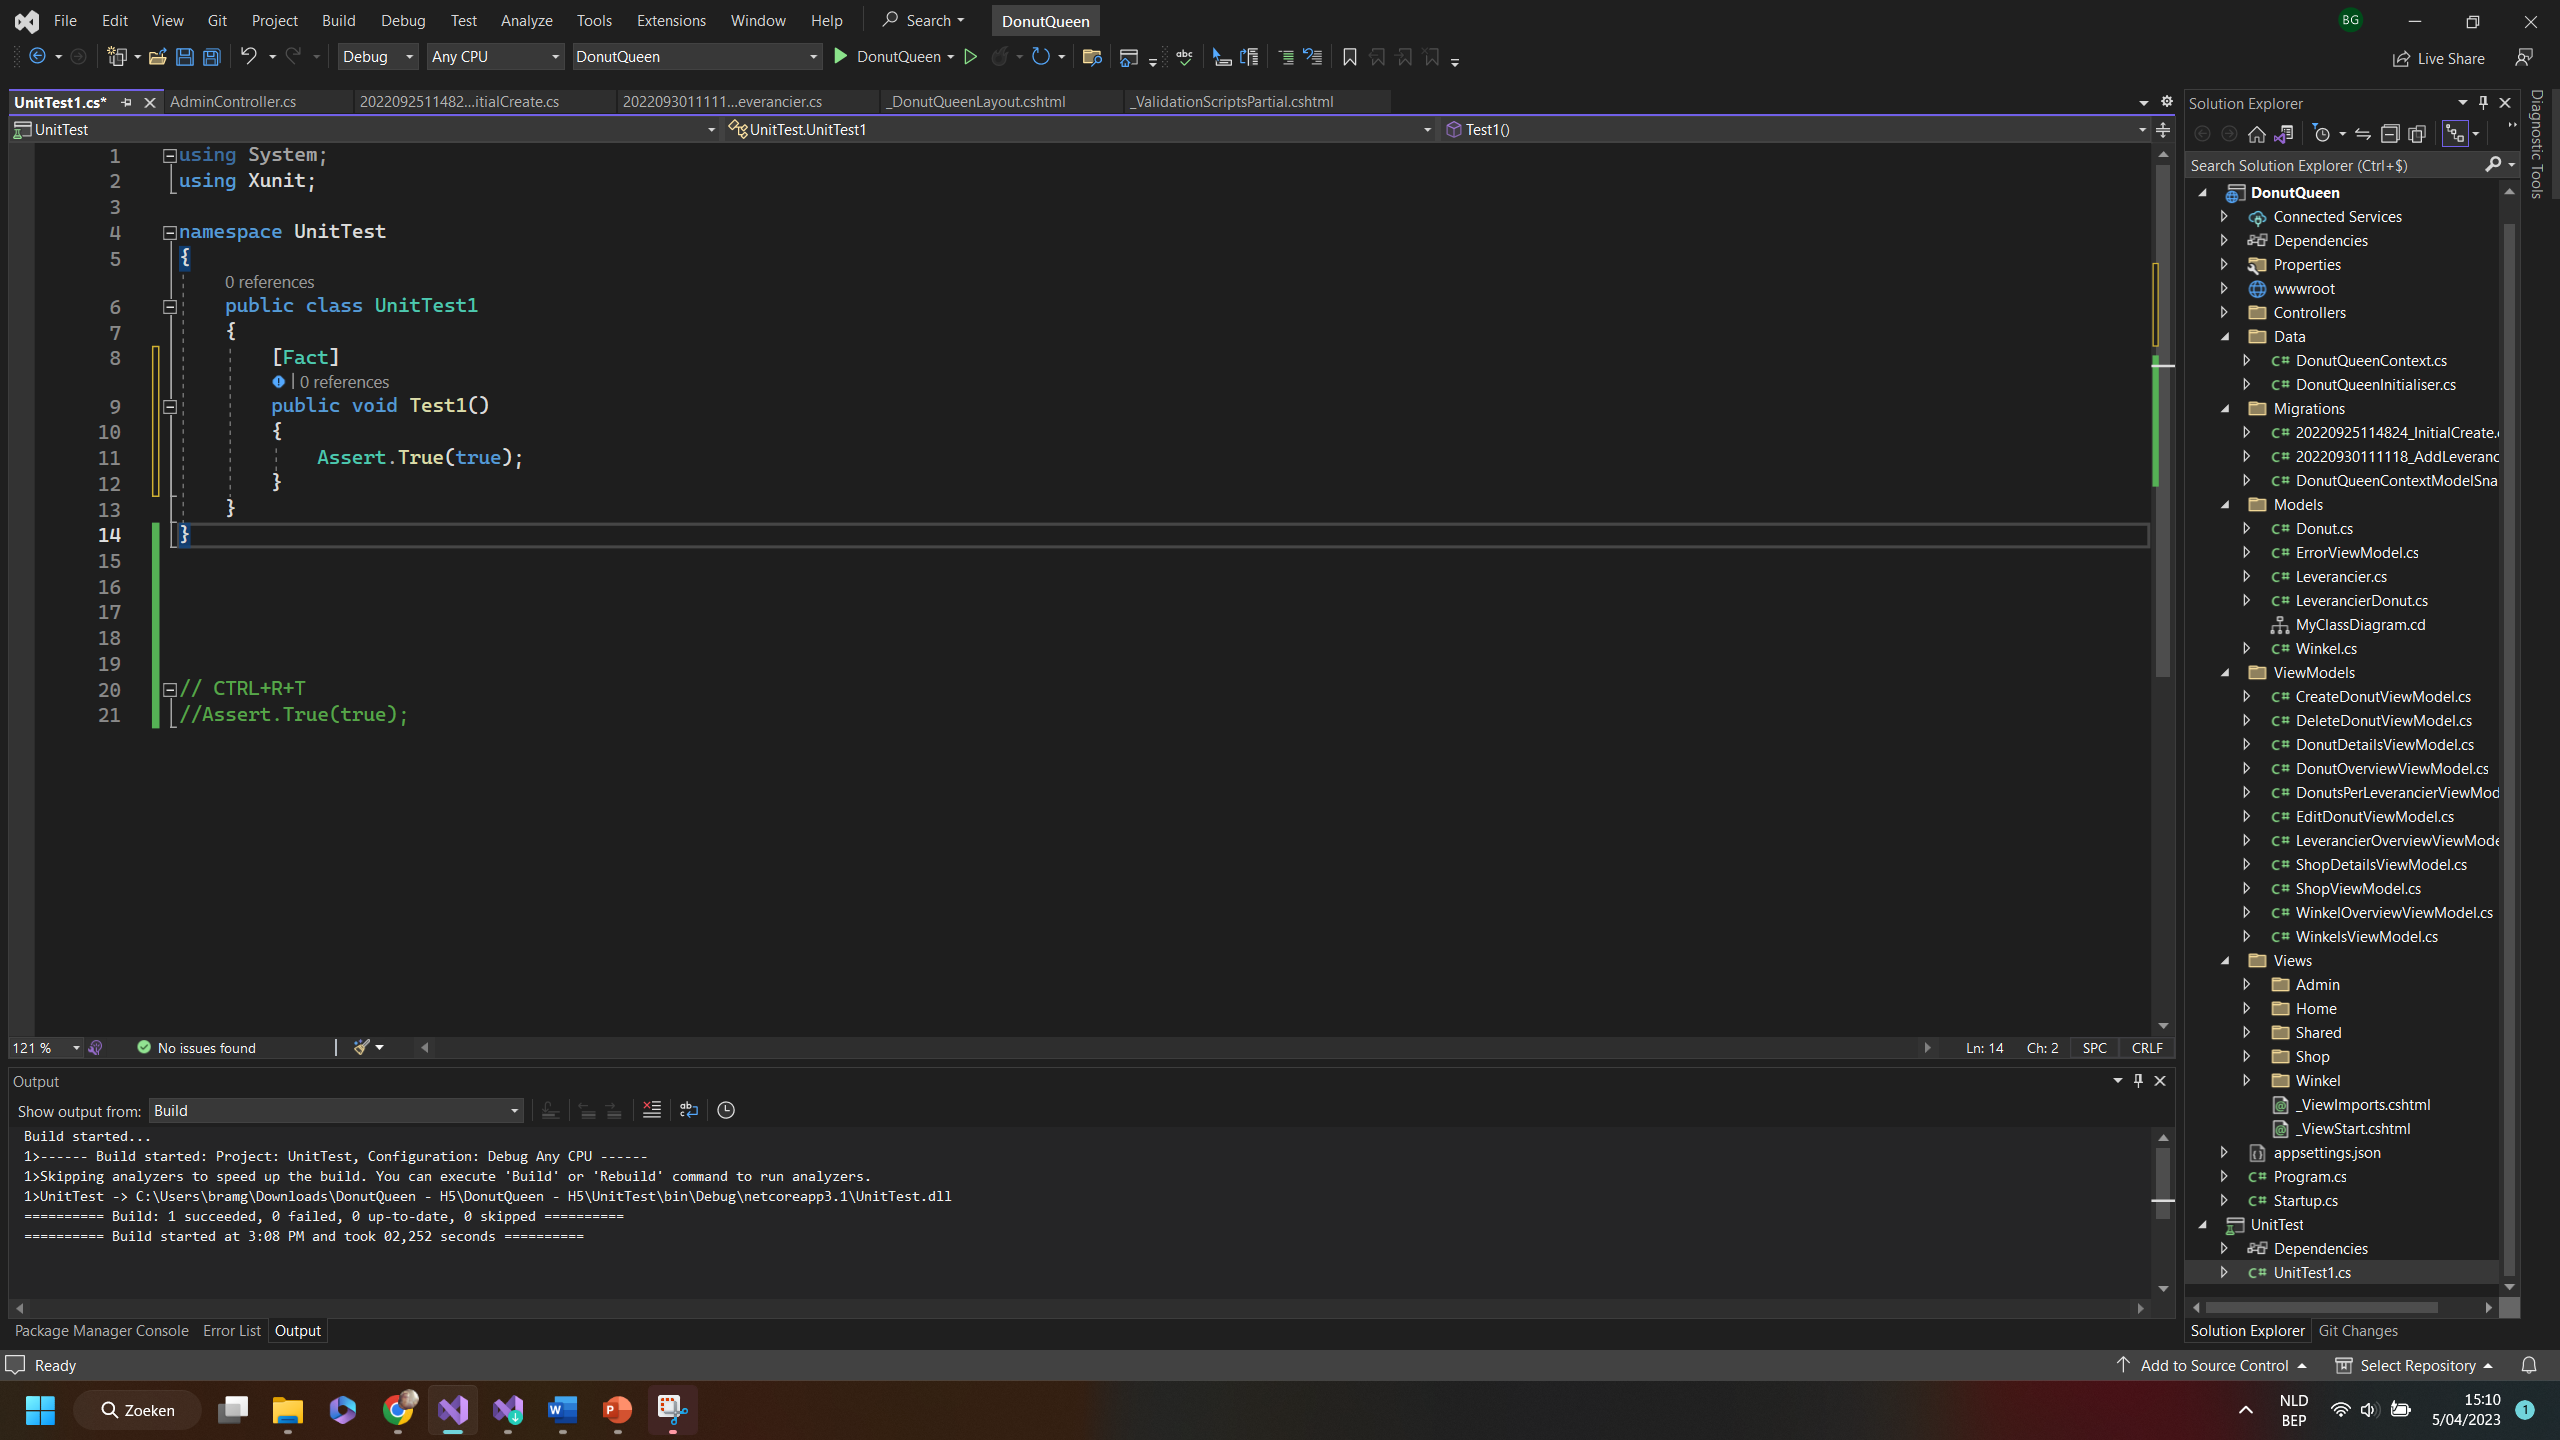 File Edit View Git Project Build Debug Test Analyze Tools Extensions Window Help Search DonutQueen BG
Debug Any CPU DonutQueen DonutQueen Live Share
UnitTest1.cs* AdminController.cs 2022092511482...itialCreate.cs 2022093011111...everancier.cs _DonutQueenLayout.cshtml _ValidationScriptsPartial.cshtml
UnitTest UnitTest.UnitTest1 Test1()
1 using System;
2 using Xunit;
3
4 namespace UnitTest
5 {
0 references
6 public class UnitTest1
7 {
8 [Fact]
0 references
9 public void Test1()
10 {
11 Assert.True(true);
12 }
13 }
14 }
15
16
17
18
19
20 // CTRL+R+T
21 //Assert.True(true);
121 % No issues found Ln: 14 Ch: 2 SPC CRLF
Output
Show output from: Build
Build started...
1>------ Build started: Project: UnitTest, Configuration: Debug Any CPU ------
1>Skipping analyzers to speed up the build. You can execute 'Build' or 'Rebuild' command to run analyzers.
1>UnitTest -> C:\Users\bramg\Downloads\DonutQueen - H5\DonutQueen - H5\UnitTest\bin\Debug\netcoreapp3.1\UnitTest.dll
========== Build: 1 succeeded, 0 failed, 0 up-to-date, 0 skipped ==========
========== Build started at 3:08 PM and took 02,252 seconds ==========
Package Manager Console Error List Output
Solution Explorer
Search Solution Explorer (Ctrl+$)
DonutQueen
Connected Services
Dependencies
Properties
wwwroot
Controllers
Data
DonutQueenContext.cs
DonutQueenInitialiser.cs
Migrations
20220925114824_InitialCreate.c
20220930111118_AddLeveranc
DonutQueenContextModelSna
Models
Donut.cs
ErrorViewModel.cs
Leverancier.cs
LeverancierDonut.cs
MyClassDiagram.cd
Winkel.cs
ViewModels
CreateDonutViewModel.cs
DeleteDonutViewModel.cs
DonutDetailsViewModel.cs
DonutOverviewViewModel.cs
DonutsPerLeverancierViewMod
EditDonutViewModel.cs
LeverancierOverviewViewMode
ShopDetailsViewModel.cs
ShopViewModel.cs
WinkelOverviewViewModel.cs
WinkelsViewModel.cs
Views
Admin
Home
Shared
Shop
Winkel
_ViewImports.cshtml
_ViewStart.cshtml
appsettings.json
Program.cs
Startup.cs
UnitTest
Dependencies
UnitTest1.cs
Solution Explorer Git Changes
Diagnostic Tools
Ready Add to Source Control Select Repository
Zoeken
NLD
BEP
15:10
5/04/2023
1